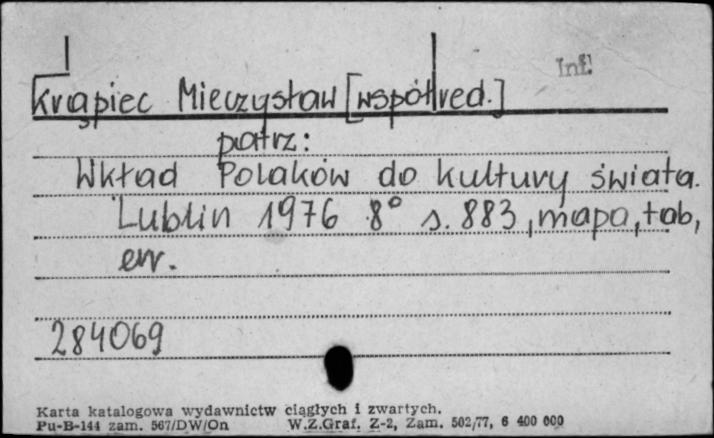 Inf.
Krąpiec Mieczysław [współred.]
patrz:
Wkład Polaków do kultury świata.
Lublin 1976 8° s. 883, mapa, tab,
err.
284069
Karta katalogowa wydawnictw ciągłych i zwartych.
Pu-B-144 zam. 567/DW/On W.Z.Graf. Z-2, Zam. 502/77, 6 400 000